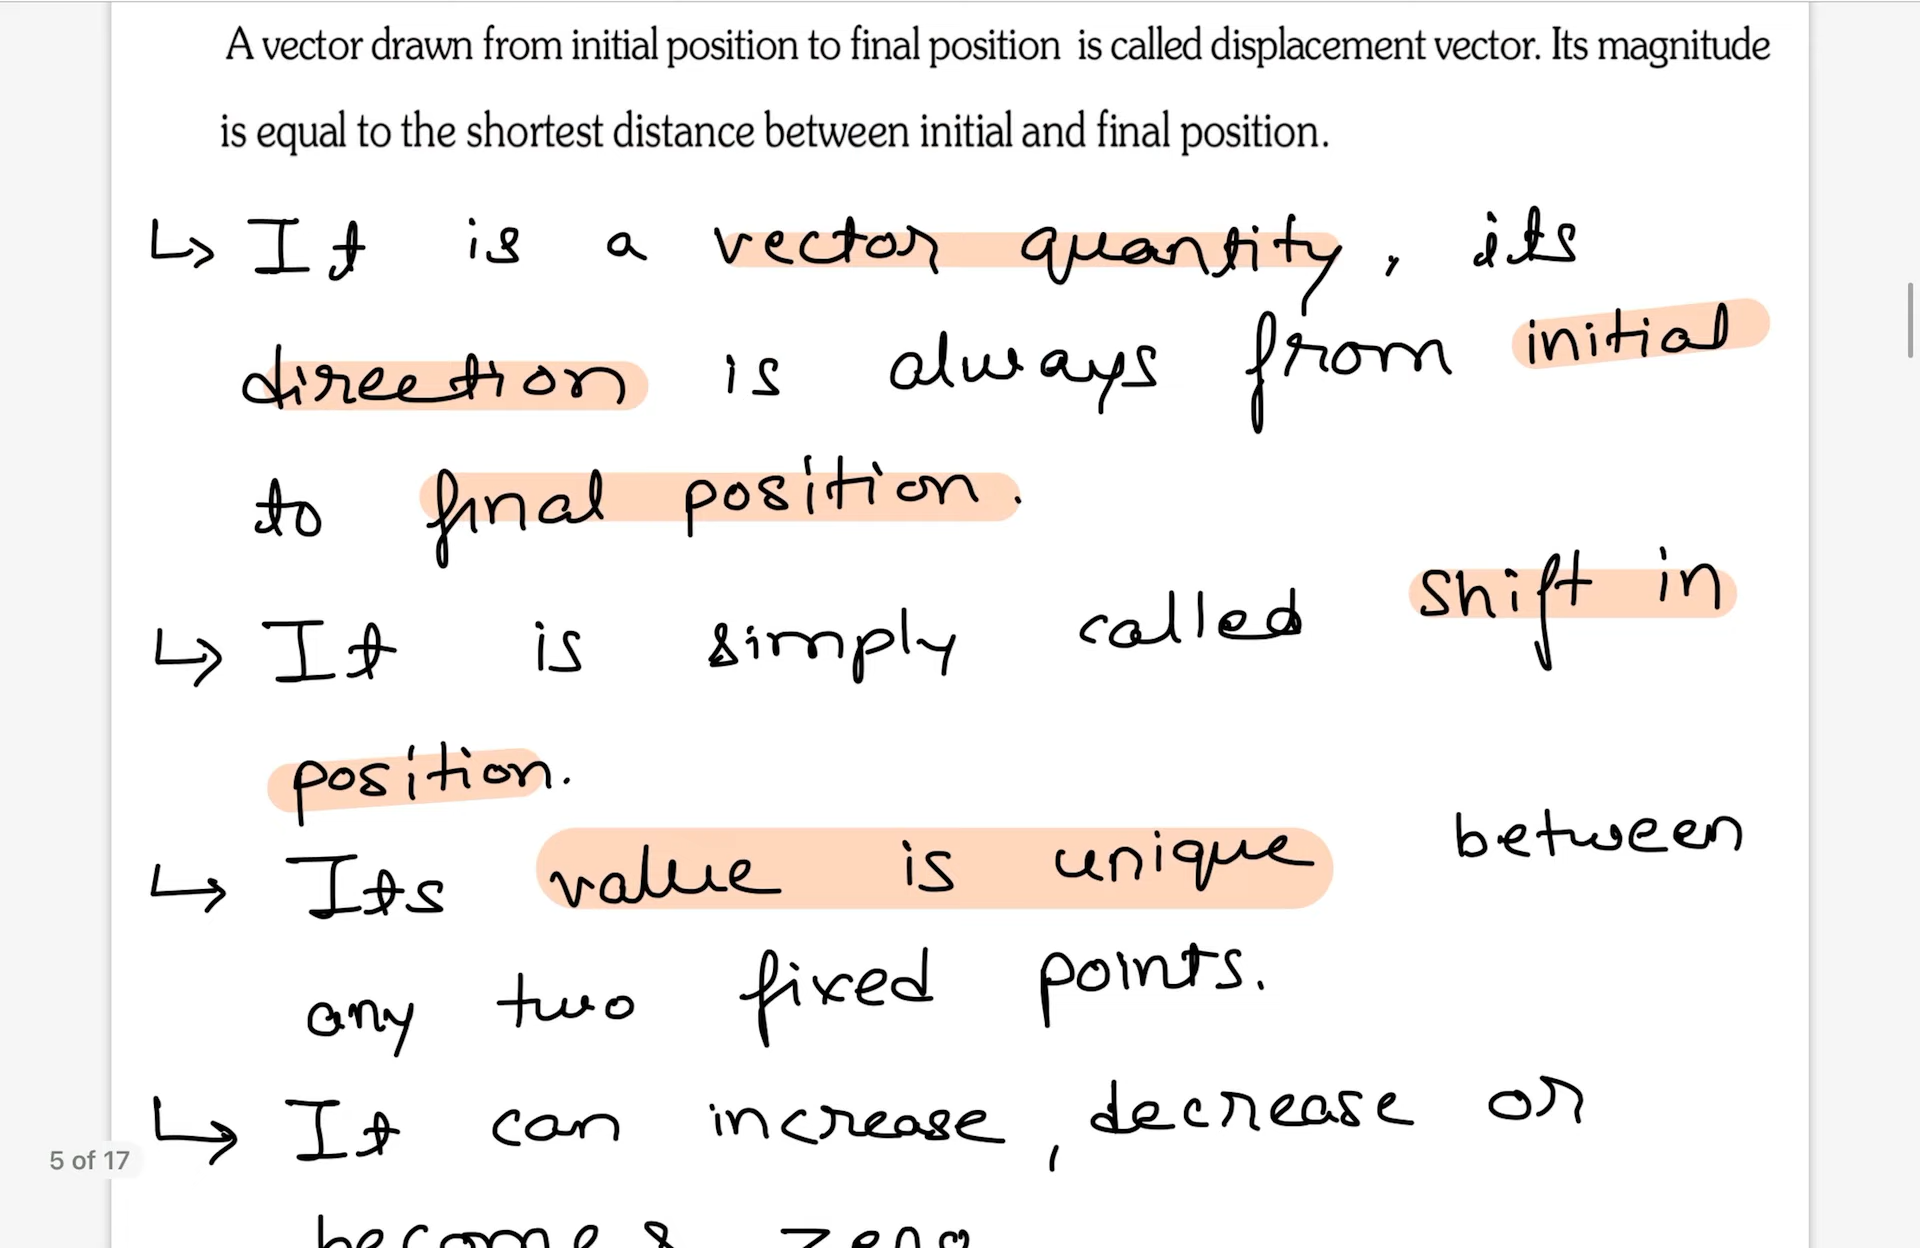 A vector drawn from initial position to final position is called displacement vector. Its magnitude
is equal to the shortest distance between initial and final position.
↳ It is a vector quantity, its
direction is always from initial
to final position.
↳ It is simply called shift in
position.
↳ Its value is unique between
any two fixed points.
↳ It can increase, decrease or
becomes zero
5 of 17